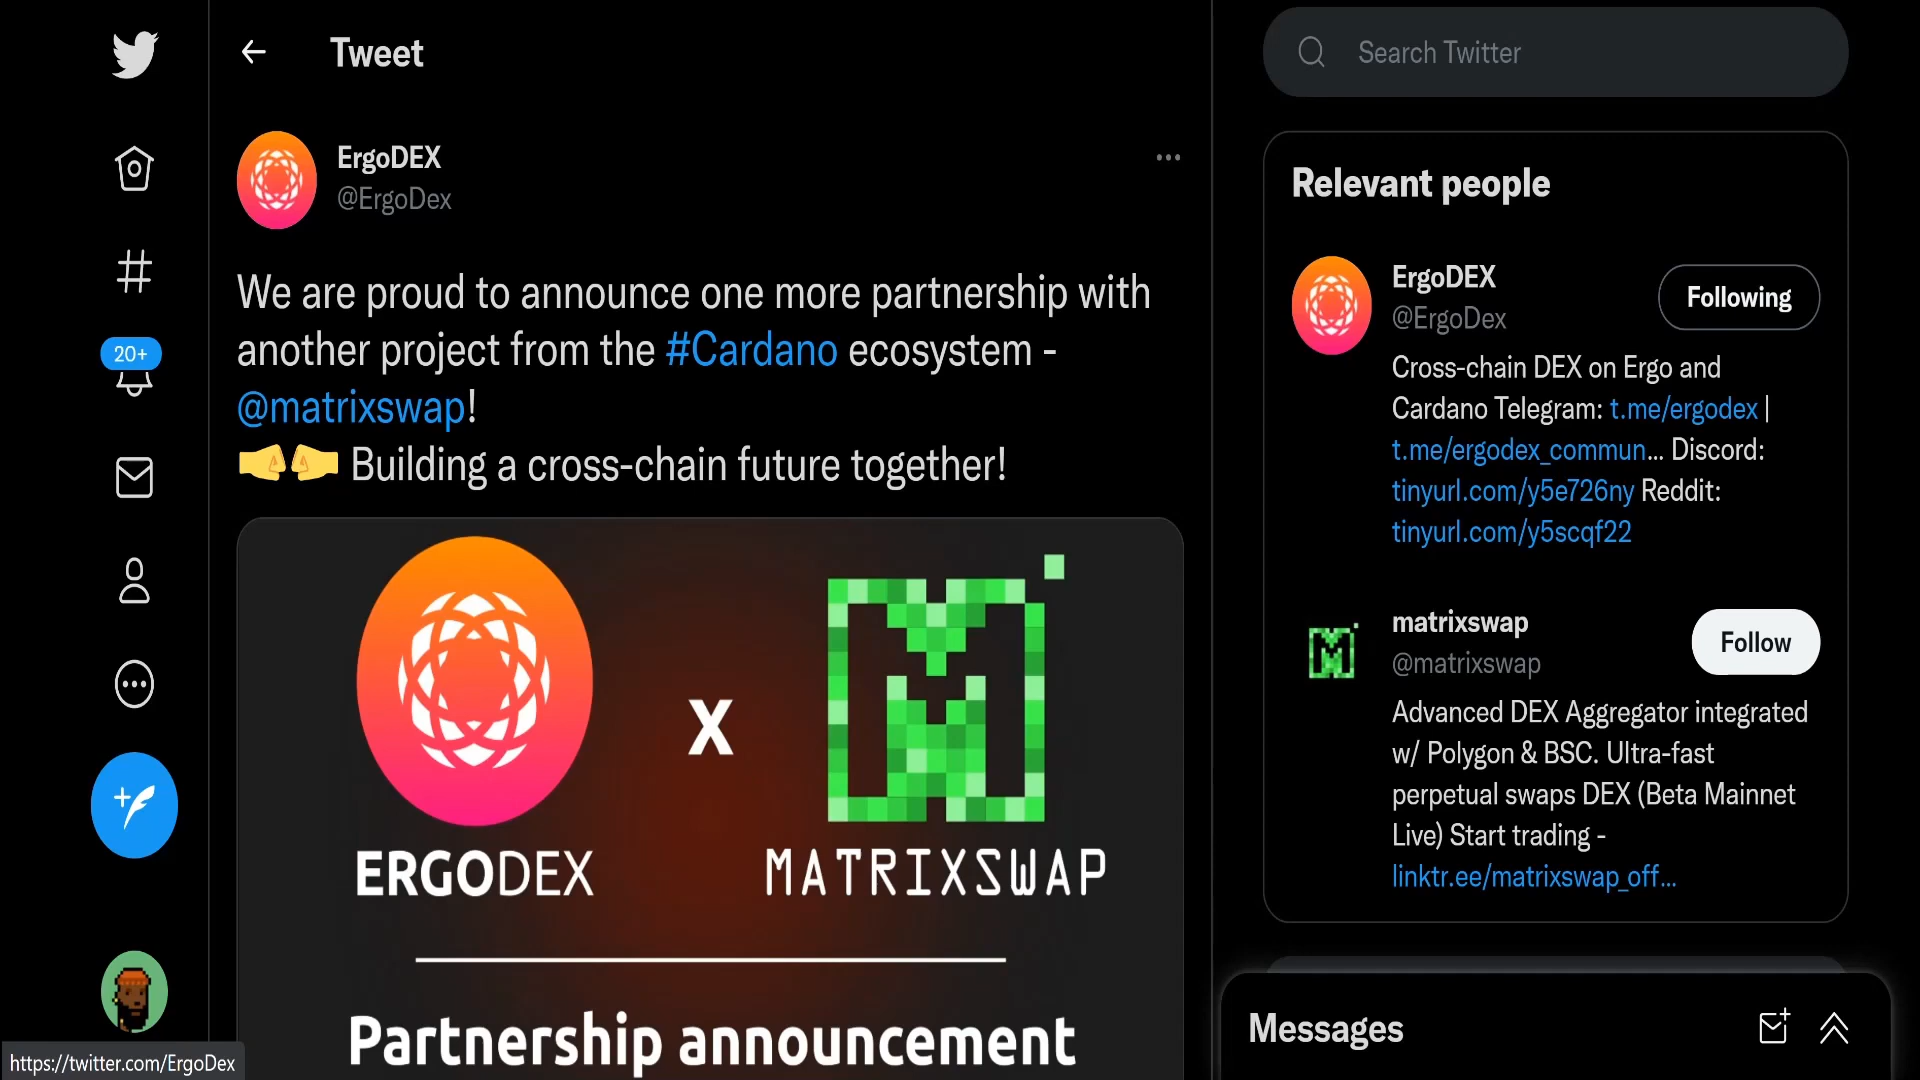 Tweet
Search Twitter
ErgoDEX
@ErgoDex
We are proud to announce one more partnership with
another project from the #Cardano ecosystem -
@matrixswap!
🤜🤛 Building a cross-chain future together!
20+
X
ERGODEX
MATRIXSWAP
Partnership announcement
Relevant people
ErgoDEX
@ErgoDex
Following
Cross-chain DEX on Ergo and
Cardano Telegram: t.me/ergodex |
t.me/ergodex_commun... Discord:
tinyurl.com/y5e726ny Reddit:
tinyurl.com/y5scqf22
matrixswap
@matrixswap
Follow
Advanced DEX Aggregator integrated
w/ Polygon & BSC. Ultra-fast
perpetual swaps DEX (Beta Mainnet
Live) Start trading -
linktr.ee/matrixswap_off...
Messages
https://twitter.com/ErgoDex